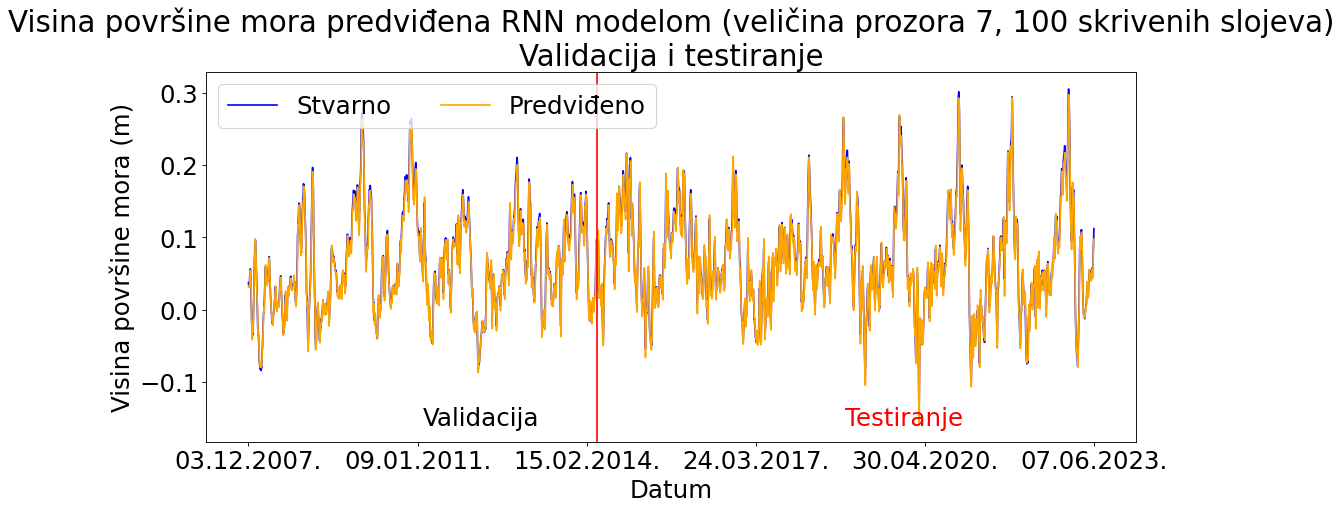 Visina površine mora predviđena RNN modelom (veličina prozora 7, 100 skrivenih slojeva)
Validacija i testiranje
Stvarno Predviđeno
Visina površine mora (m)
0.3
0.2
0.1
0.0
−0.1
Validacija Testiranje
03.12.2007. 09.01.2011. 15.02.2014. 24.03.2017. 30.04.2020. 07.06.2023.
Datum